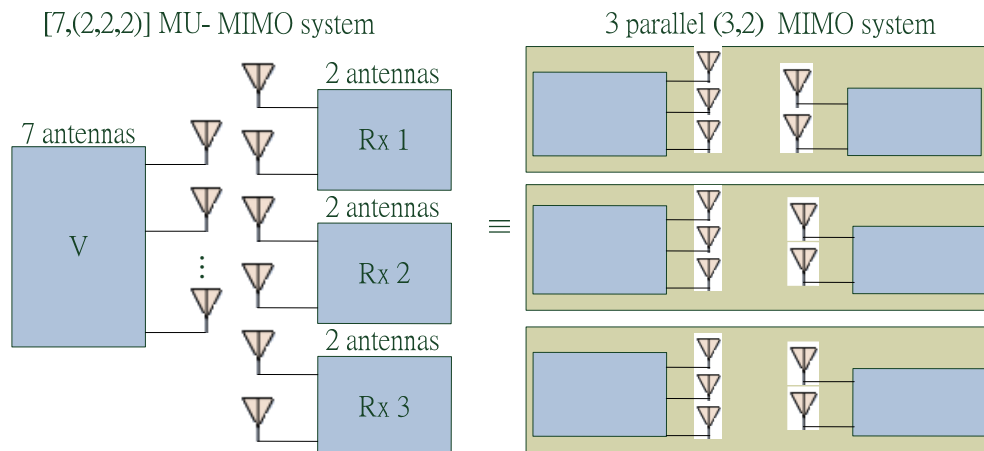 [7,(2,2,2)] MU- MIMO system
7 antennas
V
⋮
2 antennas
Rx 1
2 antennas
Rx 2
2 antennas
Rx 3
≡
3 parallel (3,2) MIMO system